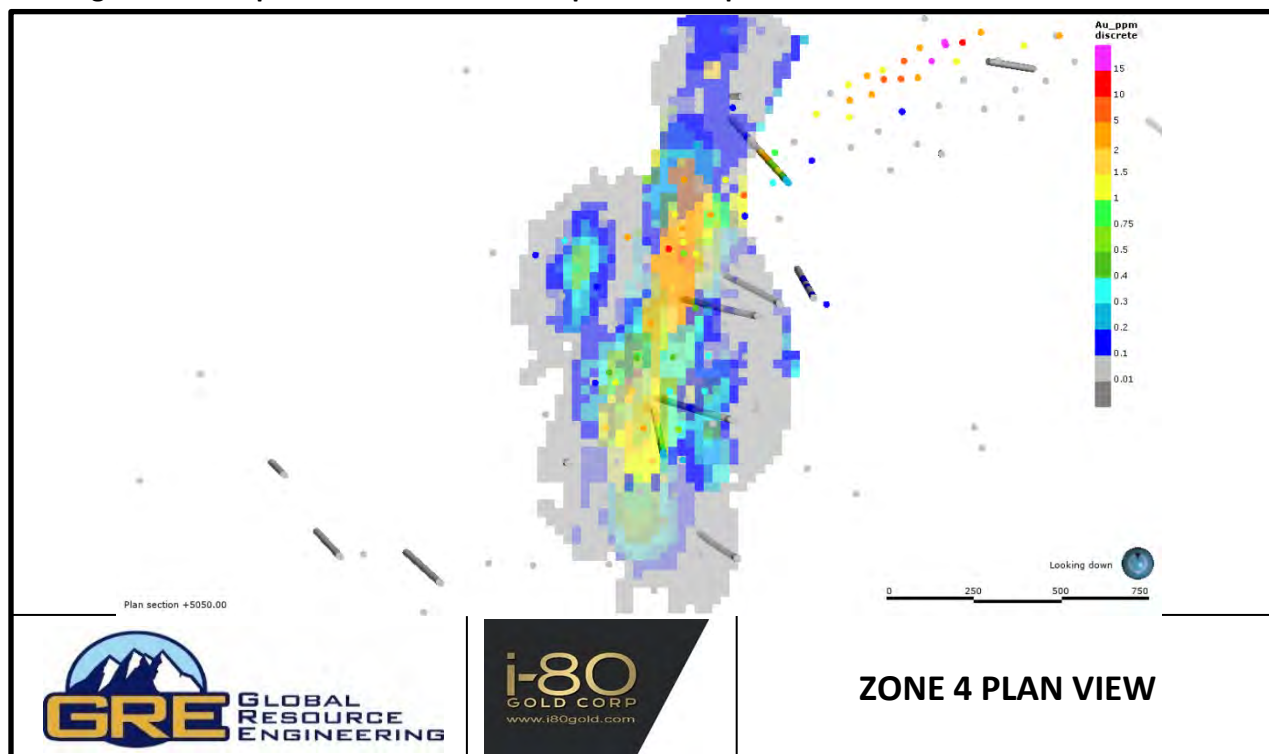 Au_ppm
discrete
15
10
5
2
1.5
1
0.75
0.5
0.4
0.3
0.2
0.1
0.01
Looking down
0 250 500 750
Plan section +5050.00
GRE GLOBAL
RESOURCE
ENGINEERING
i-80
GOLD CORP
www.i80gold.com
ZONE 4 PLAN VIEW